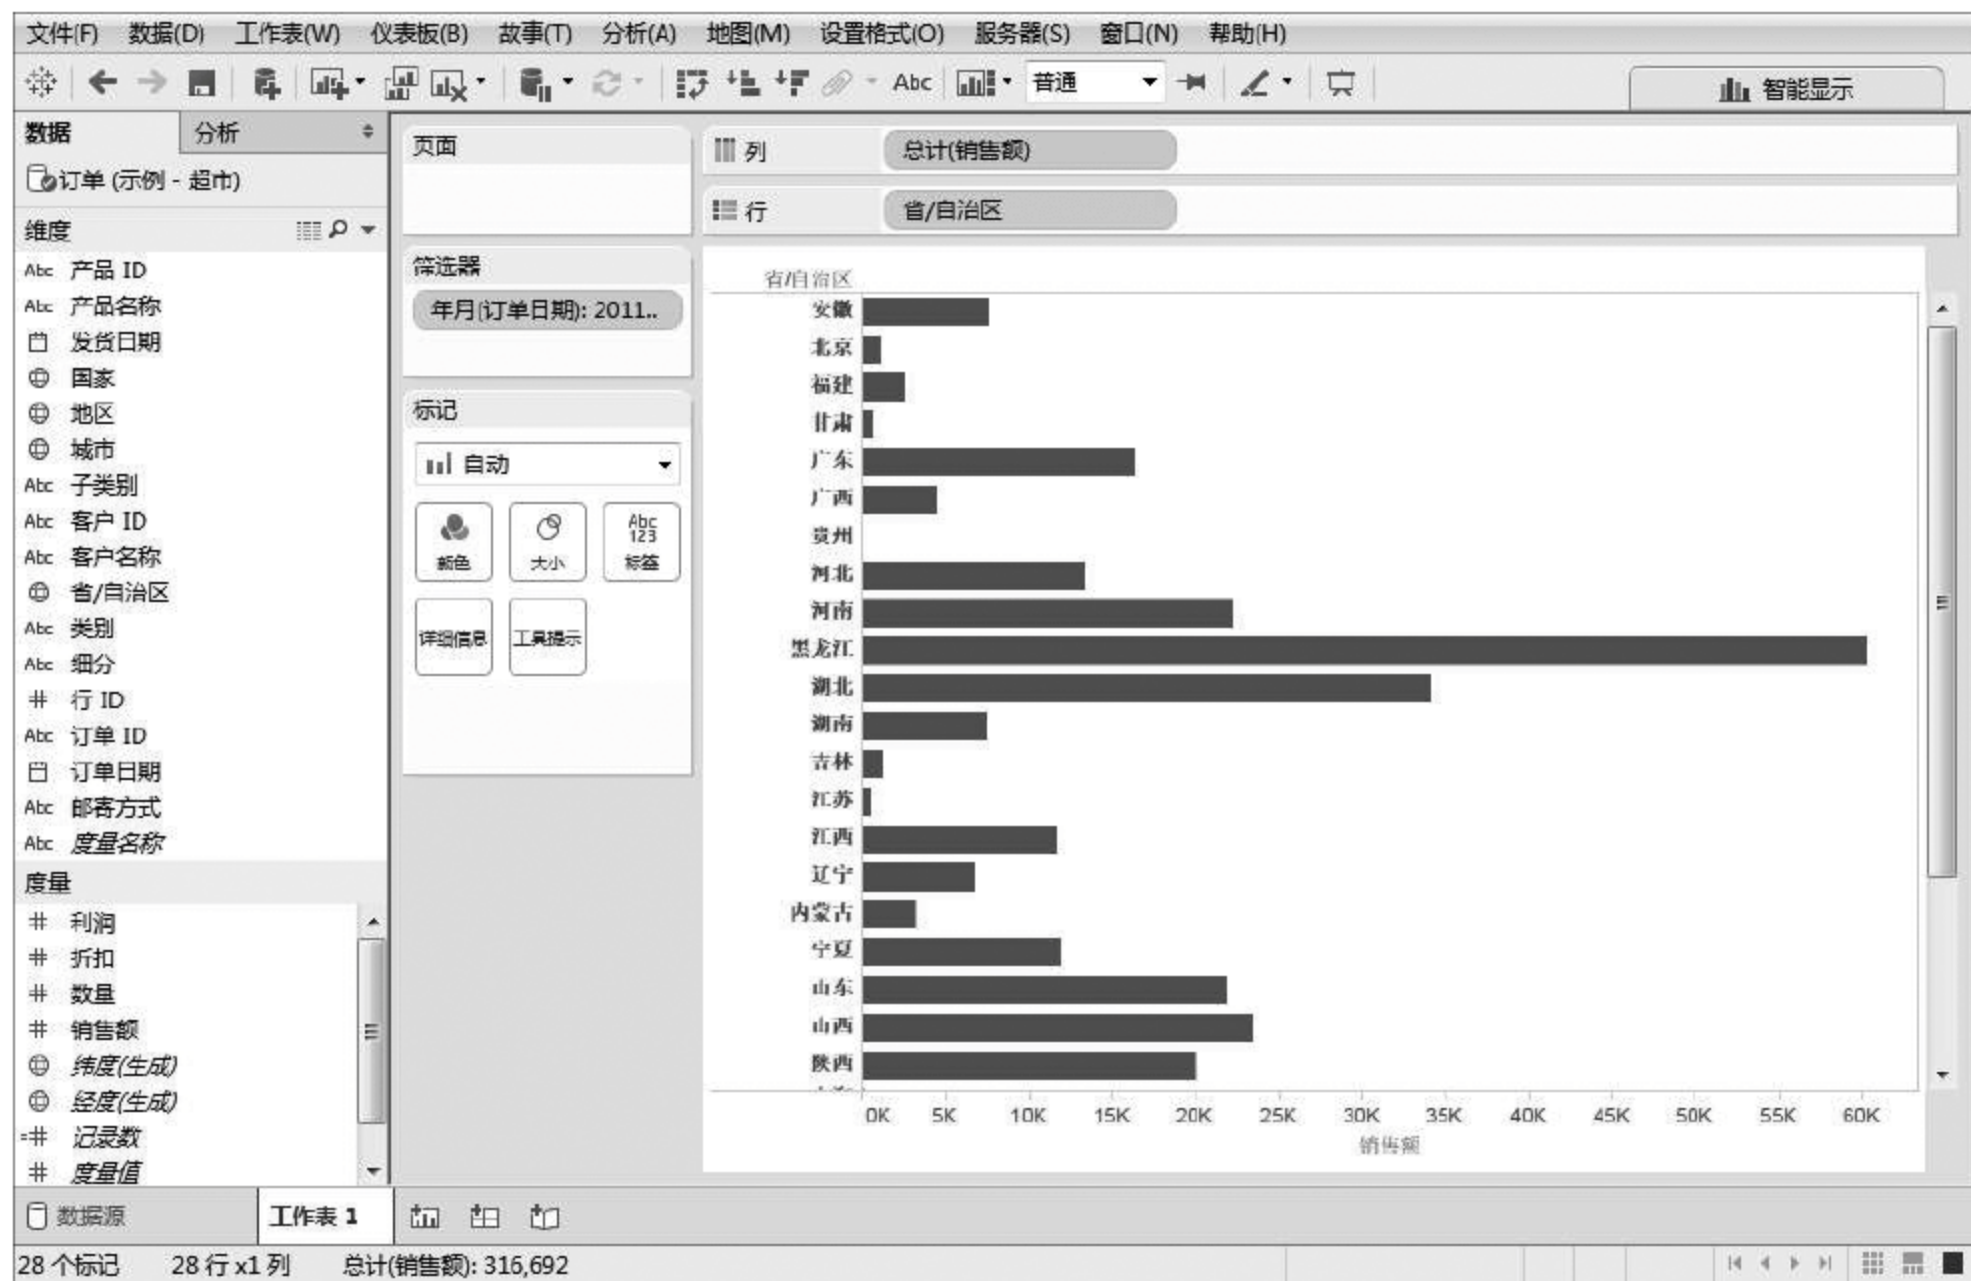 文件(F) 数据(D) 工作表(W) 仪表板(B) 故事(T) 分析(A) 地图(M) 设置格式(O) 服务器(S) 窗口(N) 帮助(H)
Abc 普通 智能显示
数据 分析
订单 (示例 - 超市)
维度
Abc 产品 ID
Abc 产品名称
发货日期
国家
地区
城市
Abc 子类别
Abc 客户 ID
Abc 客户名称
省/自治区
Abc 类别
Abc 细分
# 行 ID
Abc 订单 ID
订单日期
Abc 邮寄方式
Abc 度量名称
度量
# 利润
# 折扣
# 数量
# 销售额
纬度(生成)
经度(生成)
=# 记录数
# 度量值
页面
筛选器
年月(订单日期): 2011..
标记
自动
颜色 大小 Abc 123 标签
详细信息 工具提示
列 总计(销售额)
行 省/自治区
省/自治区
安徽
北京
福建
甘肃
广东
广西
贵州
河北
河南
黑龙江
湖北
湖南
吉林
江苏
江西
辽宁
内蒙古
宁夏
山东
山西
陕西
0K 5K 10K 15K 20K 25K 30K 35K 40K 45K 50K 55K 60K
销售额
数据源 工作表 1
28 个标记 28 行 x1 列 总计(销售额): 316,692